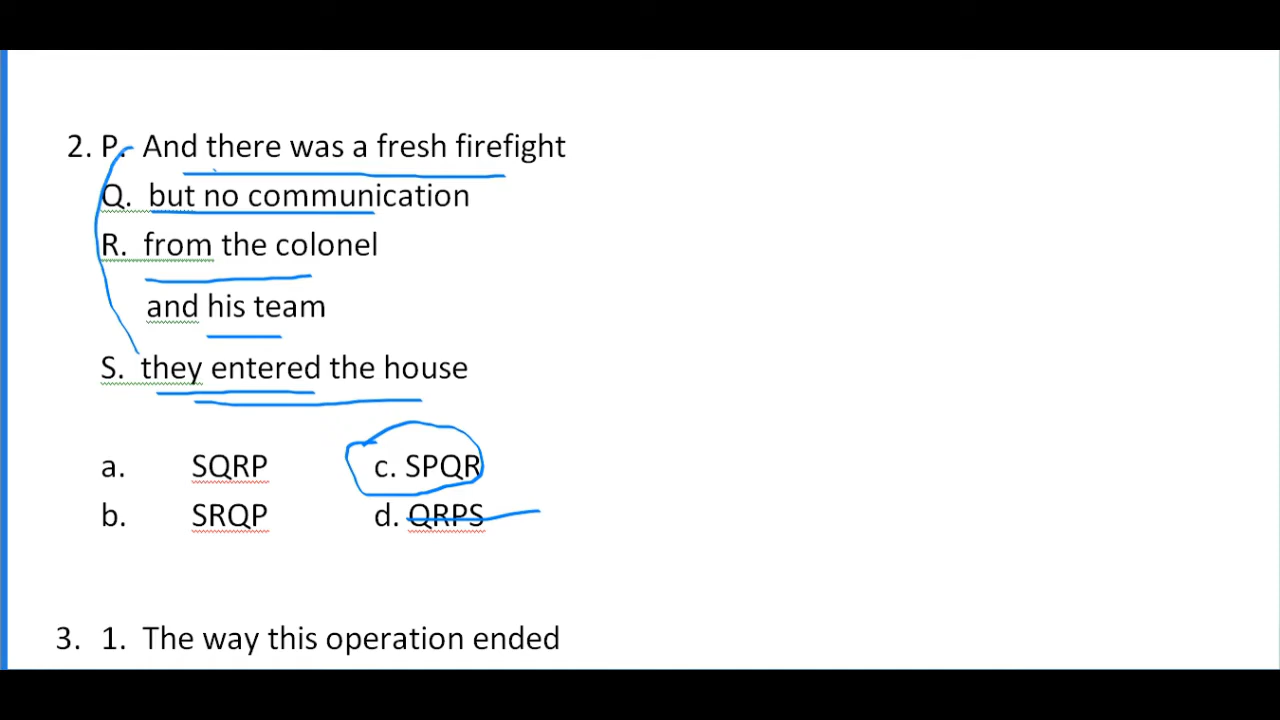 2. P. And there was a fresh firefight
Q. but no communication
R. from the colonel
and his team
S. they entered the house
a. SQRP c. SPQR
b. SRQP d. QRPS
3. 1. The way this operation ended